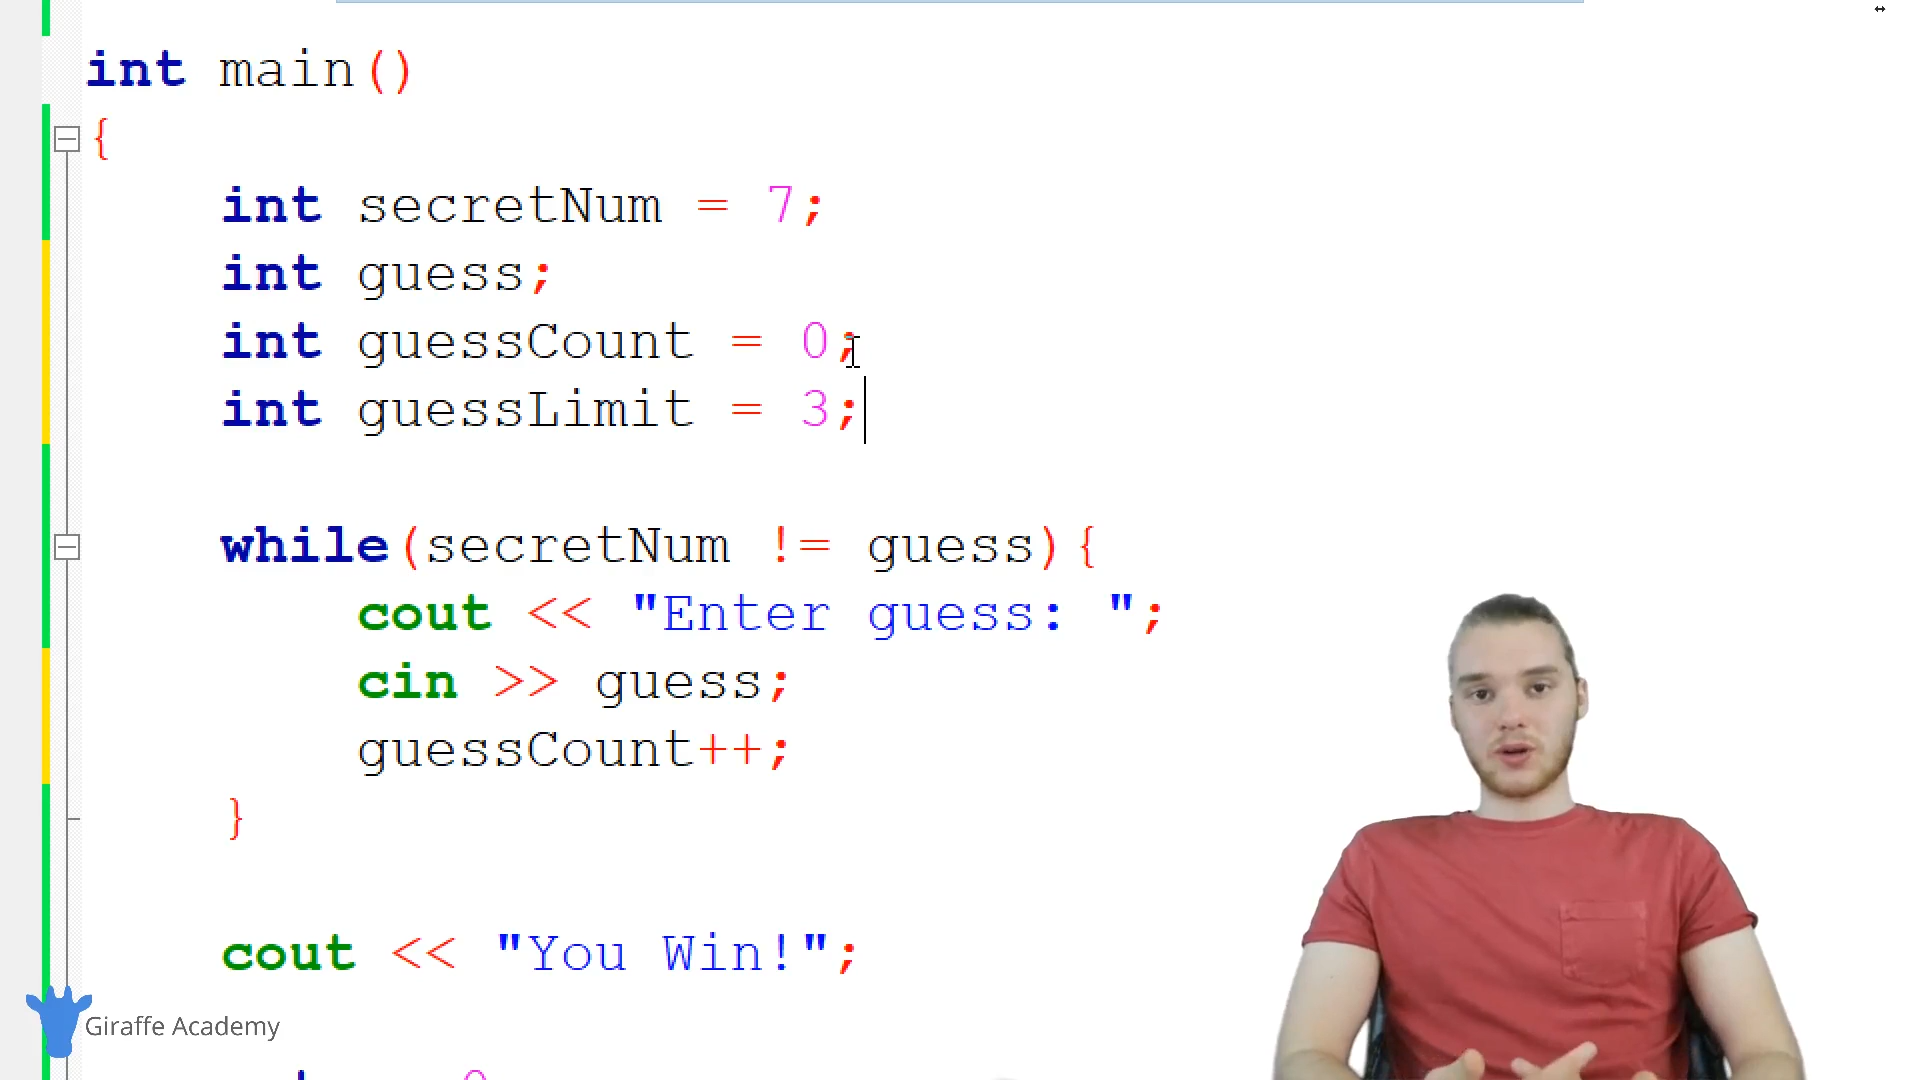 int main()
{
int secretNum = 7;
int guess;
int guessCount = 0;
int guessLimit = 3;
while(secretNum != guess){
cout << "Enter guess: ";
cin >> guess;
guessCount++;
}
cout << "You Win!";
Giraffe Academy